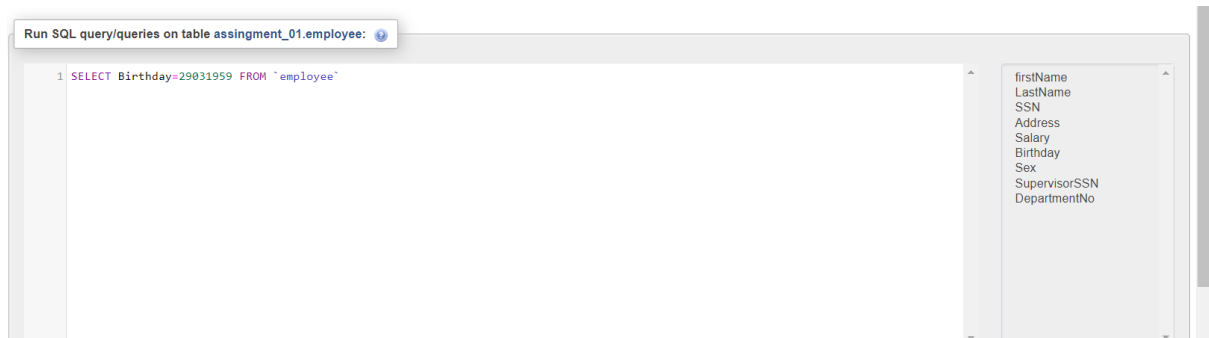 Run SQL query/queries on table assingment_01.employee:
1 SELECT Birthday=29031959 FROM `employee`
firstName
LastName
SSN
Address
Salary
Birthday
Sex
SupervisorSSN
DepartmentNo